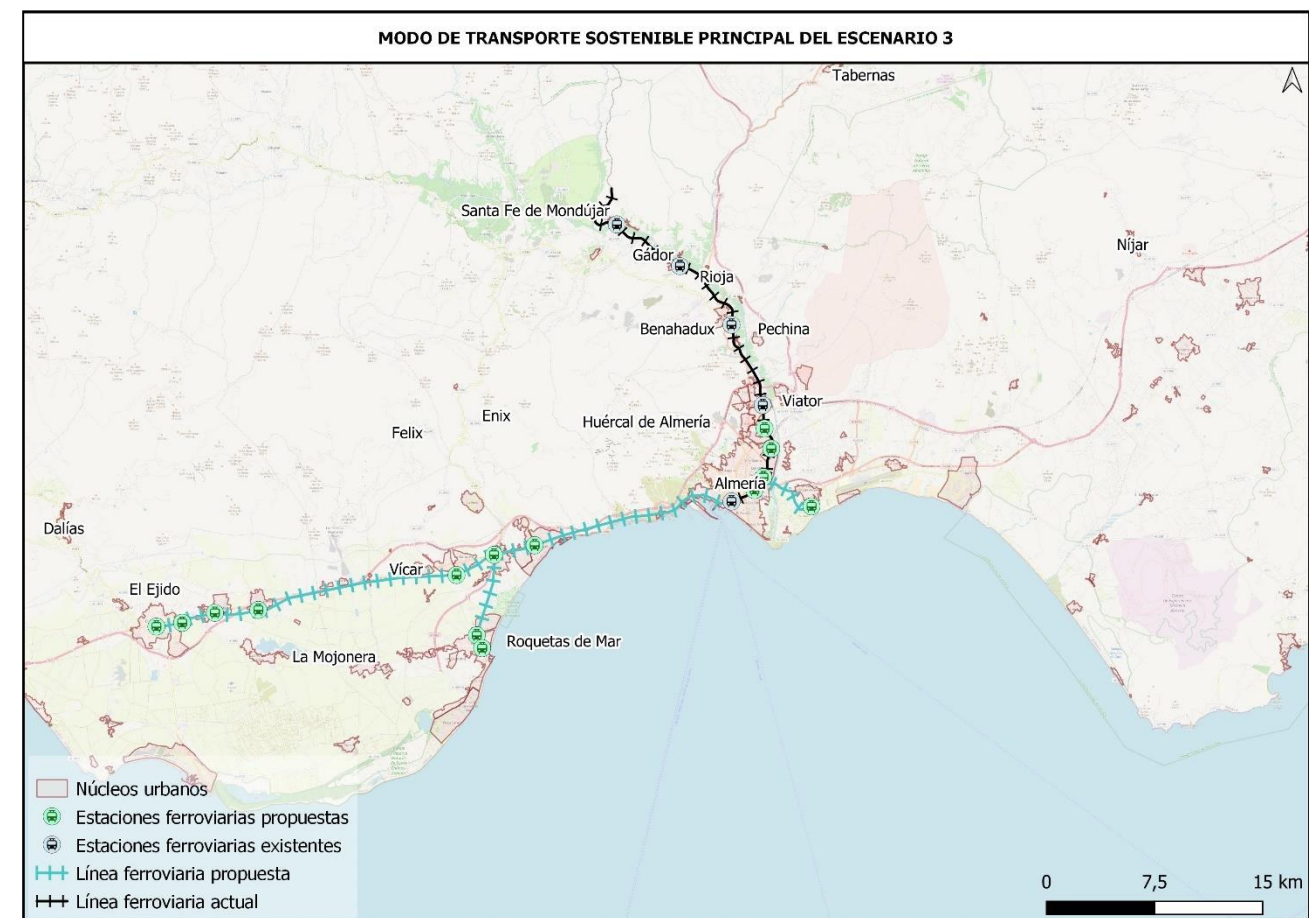 MODO DE TRANSPORTE SOSTENIBLE PRINCIPAL DEL ESCENARIO 3
Tabernas
Santa Fe de Mondújar
Gádor
Níjar
Rioja
Benahadux
Pechina
Viator
Enix
Huércal de Almería
Felix
Almería
Dalías
Vícar
El Ejido
Roquetas de Mar
La Mojonera
Núcleos urbanos
Estaciones ferroviarias propuestas
Estaciones ferroviarias existentes
Línea ferroviaria propuesta
Línea ferroviaria actual
0 7,5 15 km